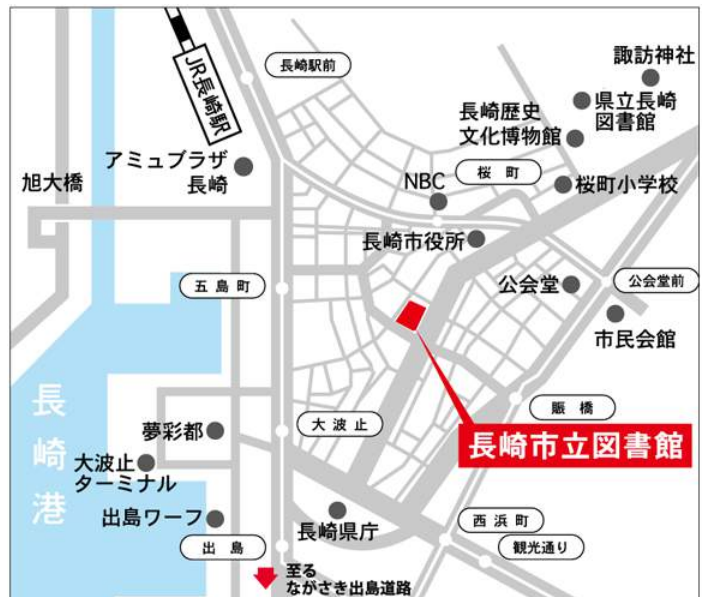 長崎駅前
JR長崎駅
諏訪神社
県立長崎
図書館
長崎歴史
文化博物館
アミュプラザ
長崎
旭大橋
NBC
桜町
桜町小学校
長崎市役所
五島町
公会堂
公会堂前
市民会館
長崎港
賑橋
夢彩都
大波止
長崎市立図書館
大波止
ターミナル
出島ワーフ
長崎県庁
西浜町
出島
観光通り
至る
ながさき出島道路